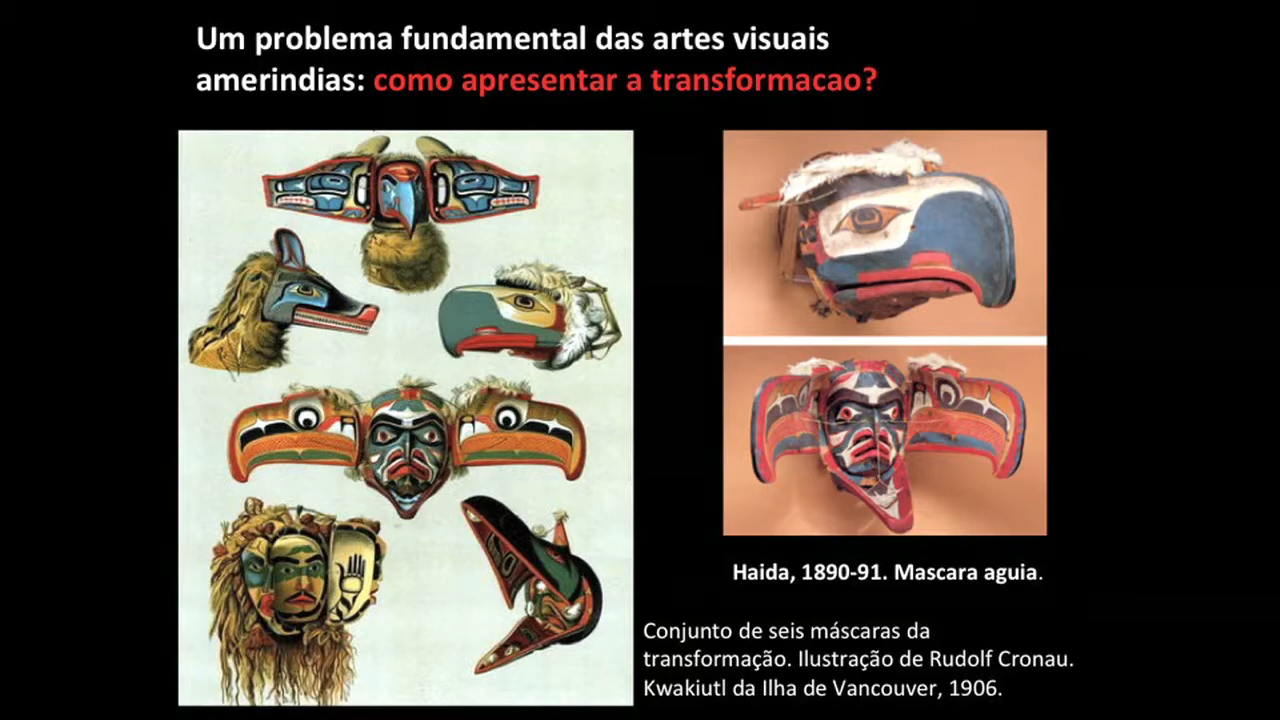 Um problema fundamental das artes visuais
amerindias: como apresentar a transformacao?
Haida, 1890-91. Mascara aguia.
Conjunto de seis máscaras da
transformação. Ilustração de Rudolf Cronau.
Kwakiutl da Ilha de Vancouver, 1906.